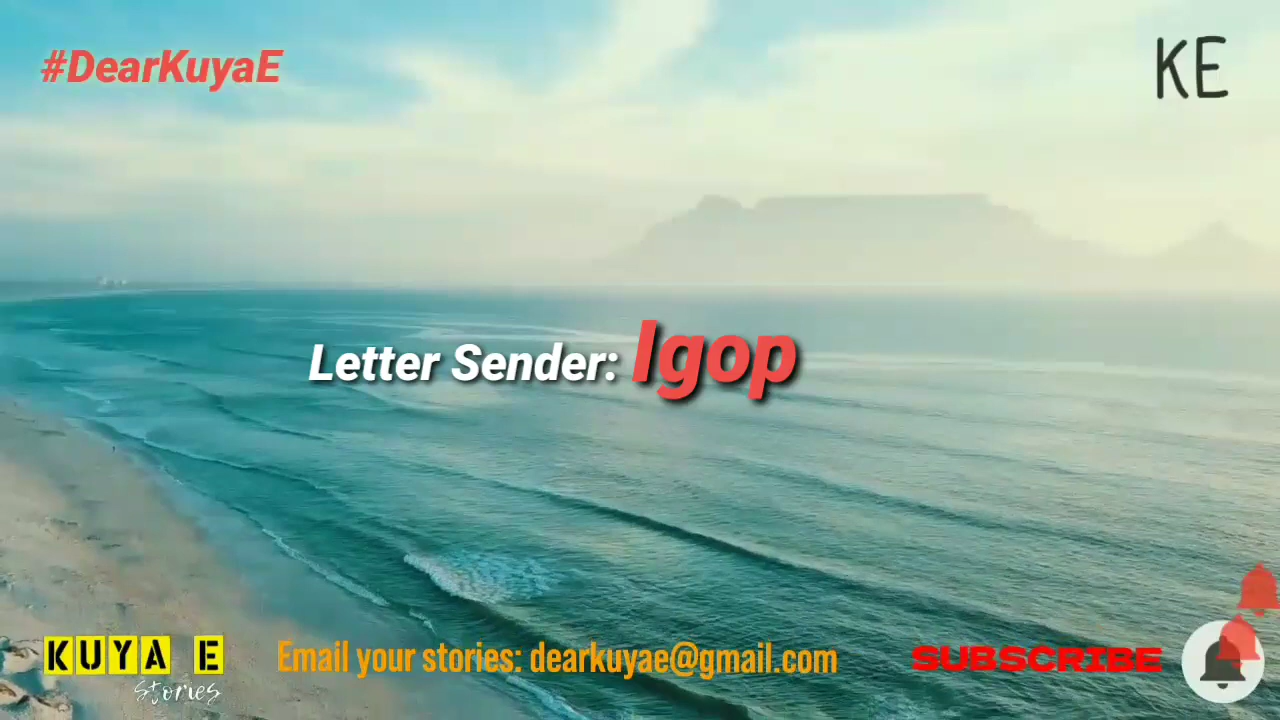 #DearKuyaE
KE
Letter Sender: Igop
KUYA E
Stories
Email your stories: dearkuyae@gmail.com
SUBSCRIBE